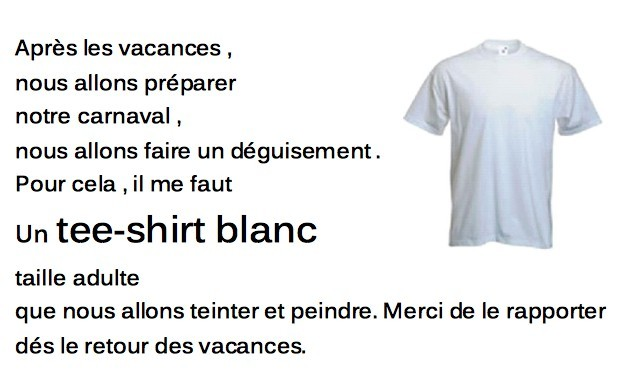 Après les vacances ,
nous allons préparer
notre carnaval ,
nous allons faire un déguisement .
Pour cela , il me faut
Un tee-shirt blanc
taille adulte
que nous allons teinter et peindre. Merci de le rapporter
dés le retour des vacances.